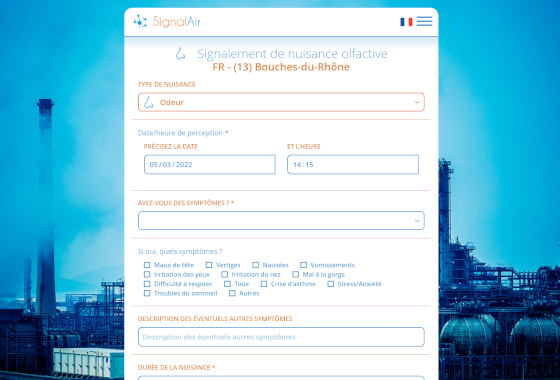 SignalAir
Signalement de nuisance olfactive
FR - (13) Bouches-du-Rhône
TYPE DE NUISANCE
Odeur
Date/heure de perception *
PRÉCISEZ LA DATE ET L'HEURE
05/03/2022 14:15
AVEZ-VOUS DES SYMPTÔMES ? *
Si oui, quels symptômes ?
Maux de tête Vertiges Nausées Vomissements
Irritation des yeux Irritation du nez Mal à la gorge
Difficulté à respirer Toux Crise d'asthme Stress/Anxiété
Troubles du sommeil Autres
DESCRIPTION DES ÉVENTUELS AUTRES SYMPTÔMES
Description des éventuels autres symptômes
DURÉE DE LA NUISANCE *